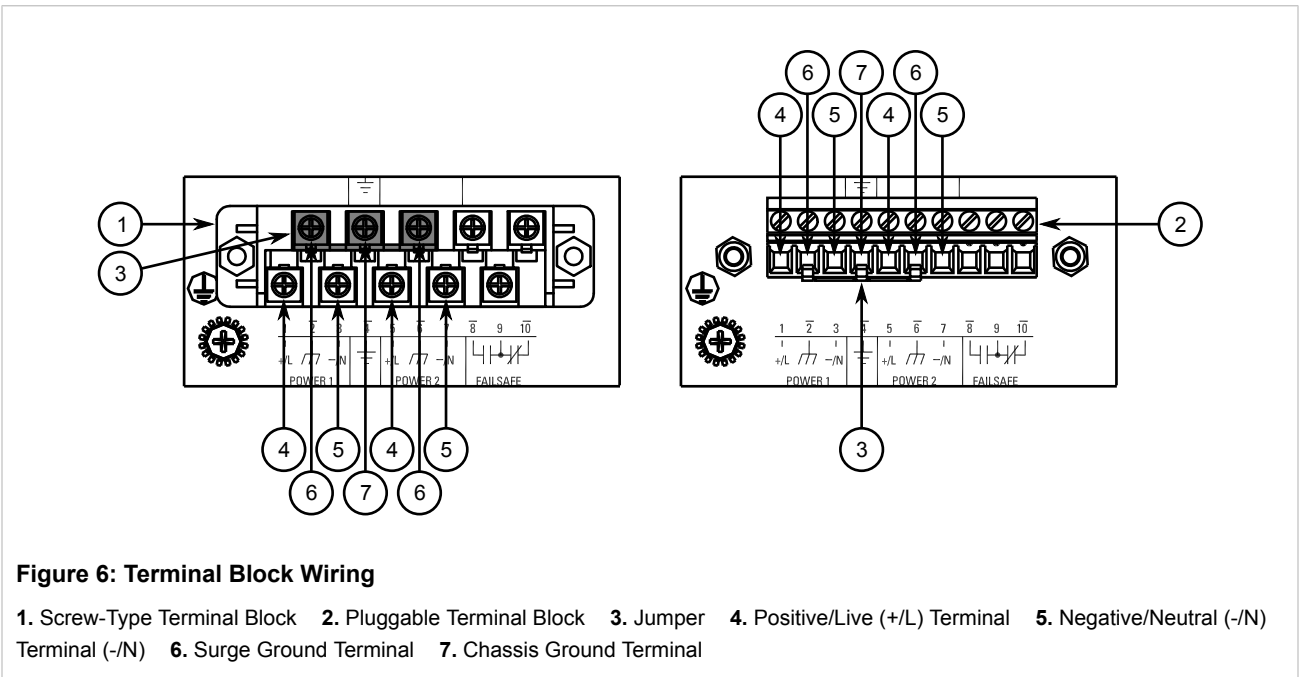 6 7 6
4 5 4 5
1
2
3
1 2 3 4 5 6 7 8 9 10
+/L -/N +/L -/N
POWER 1 POWER 2 FAILSAFE
1 2 3 4 5 6 7 8 9 10
+/L -/N +/L -/N
POWER 1 POWER 2 FAILSAFE
4 5 4 5
3
6 7 6
Figure 6: Terminal Block Wiring
1. Screw-Type Terminal Block 2. Pluggable Terminal Block 3. Jumper 4. Positive/Live (+/L) Terminal 5. Negative/Neutral (-/N)
Terminal (-/N) 6. Surge Ground Terminal 7. Chassis Ground Terminal